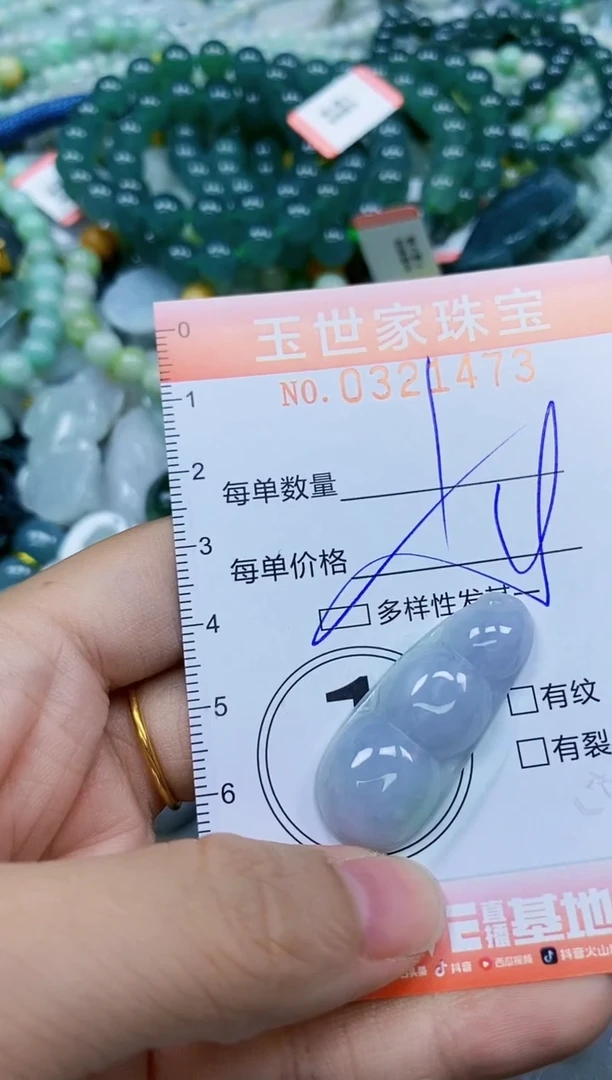 玉世家珠宝
NO. 0321473
0
1
2
每单数量
3
每单价格
4
多样性发
5
1
有纹
有裂
6
直播基地
抖音
西瓜视频
抖音火山